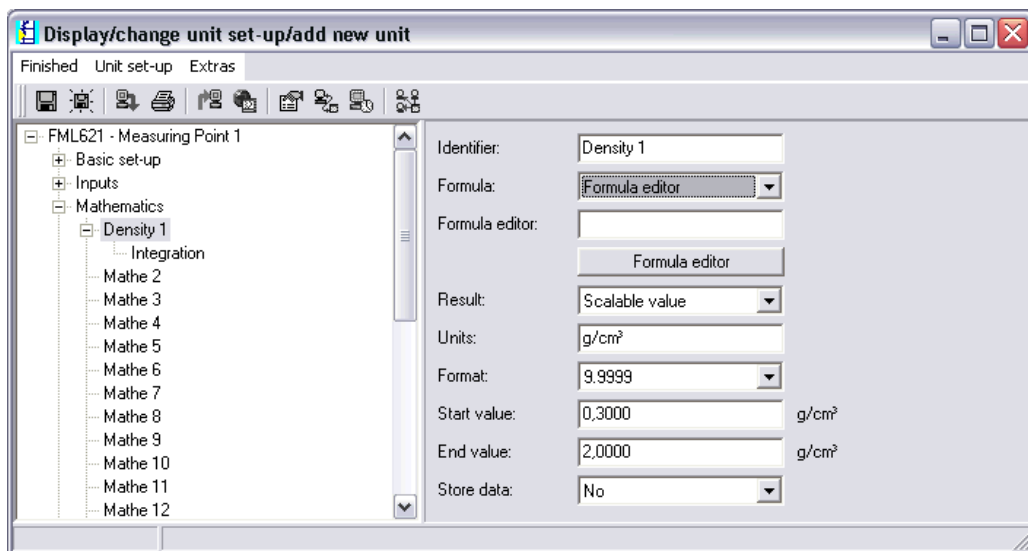 Display/change unit set-up/add new unit
Finished Unit set-up Extras
FML621 - Measuring Point 1
Basic set-up
Inputs
Mathematics
Density 1
Integration
Mathe 2
Mathe 3
Mathe 4
Mathe 5
Mathe 6
Mathe 7
Mathe 8
Mathe 9
Mathe 10
Mathe 11
Mathe 12
Identifier: Density 1
Formula: Formula editor
Formula editor:
Formula editor
Result: Scalable value
Units: g/cm³
Format: 9.9999
Start value: 0,3000 g/cm³
End value: 2,0000 g/cm³
Store data: No